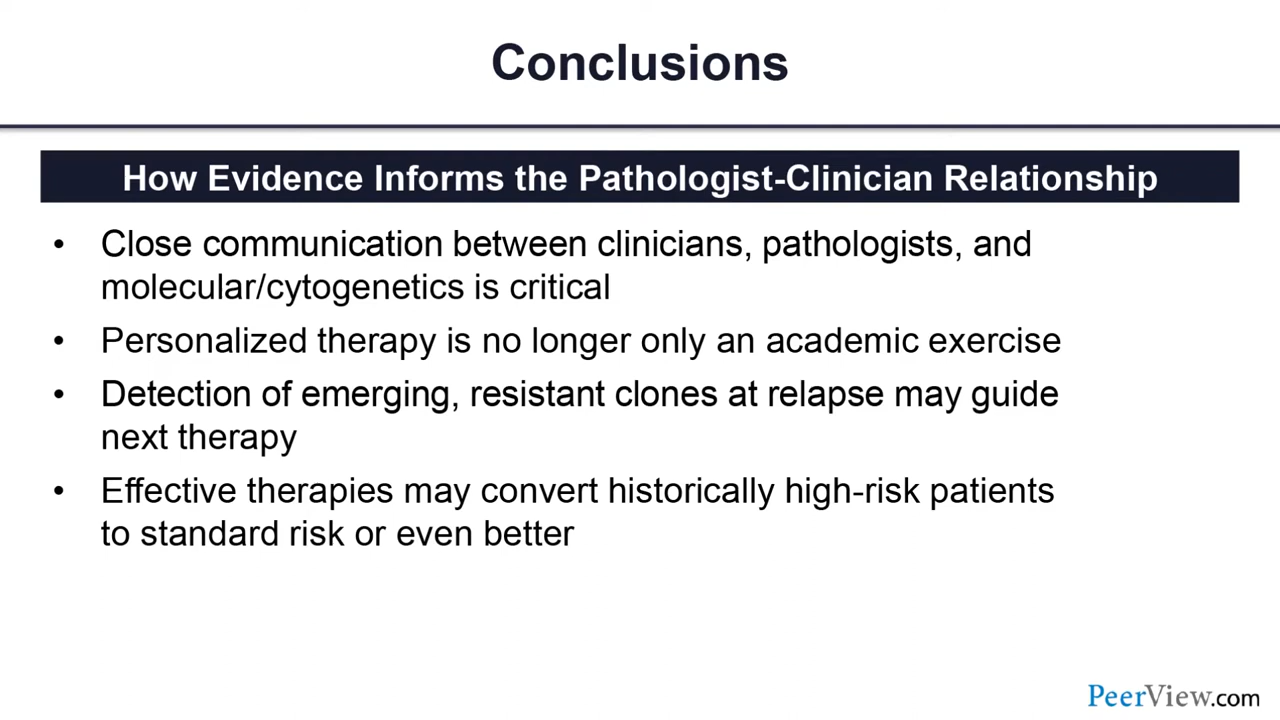 Conclusions
How Evidence Informs the Pathologist-Clinician Relationship
• Close communication between clinicians, pathologists, and
molecular/cytogenetics is critical
• Personalized therapy is no longer only an academic exercise
• Detection of emerging, resistant clones at relapse may guide
next therapy
• Effective therapies may convert historically high-risk patients
to standard risk or even better
PeerView.com